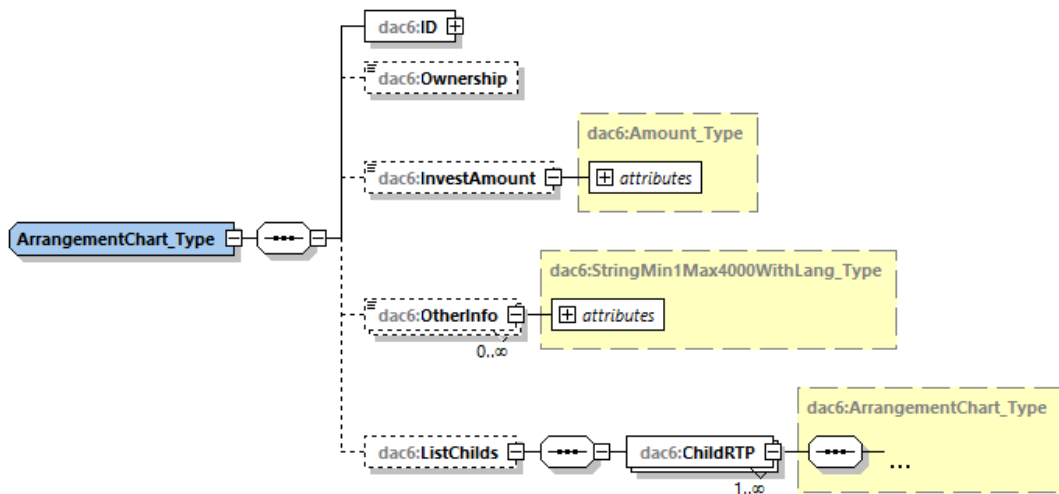 dac6:ID
dac6:Ownership
dac6:Amount_Type
dac6:InvestAmount
attributes
ArrangementChart_Type
dac6:StringMin1Max4000WithLang_Type
dac6:OtherInfo
attributes
0..∞
dac6:ArrangementChart_Type
dac6:ListChilds
dac6:ChildRTP
...
1..∞